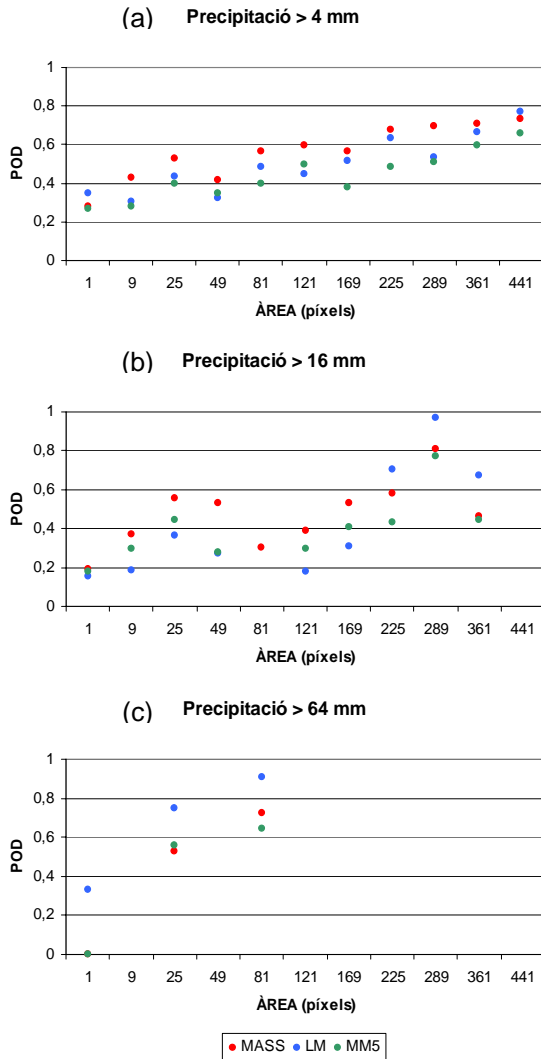 (a) Precipitació > 4 mm
1
0,8
0,6
0,4
0,2
0
POD
1 9 25 49 81 121 169 225 289 361 441
ÀREA (píxels)
(b) Precipitació > 16 mm
1
0,8
0,6
0,4
0,2
0
POD
1 9 25 49 81 121 169 225 289 361 441
ÀREA (píxels)
(c) Precipitació > 64 mm
1
0,8
0,6
0,4
0,2
0
POD
1 9 25 49 81 121 169 225 289 361 441
ÀREA (píxels)
MASS LM MM5